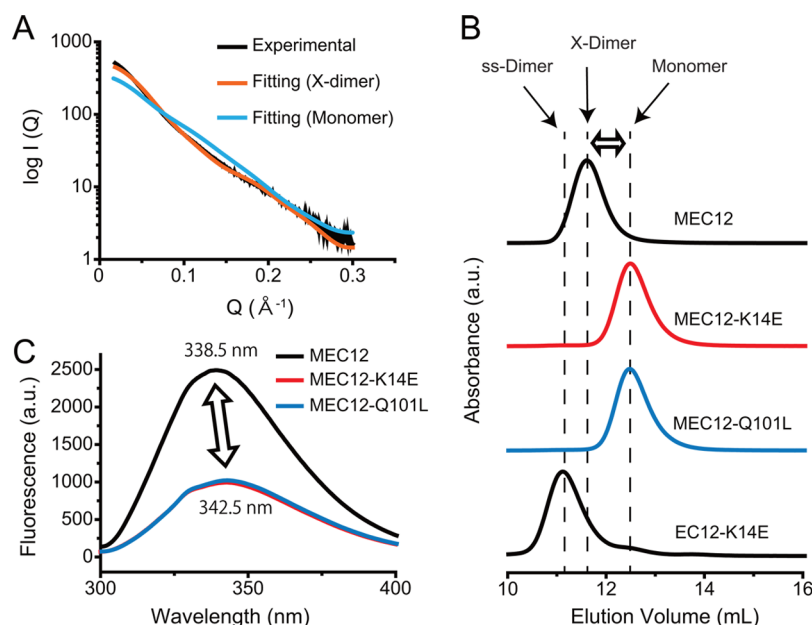 A
1000
100
10
1
log I (Q)
Experimental
Fitting (X-dimer)
Fitting (Monomer)
0
0.1
0.2
0.3
Q (Å⁻¹)
B
X-Dimer
ss-Dimer
Monomer
MEC12
MEC12-K14E
MEC12-Q101L
EC12-K14E
Absorbance (a.u.)
10
12
14
16
Elution Volume (mL)
C
338.5 nm
MEC12
MEC12-K14E
MEC12-Q101L
342.5 nm
2500
2000
1500
1000
500
0
Fluorescence (a.u.)
300
350
400
Wavelength (nm)